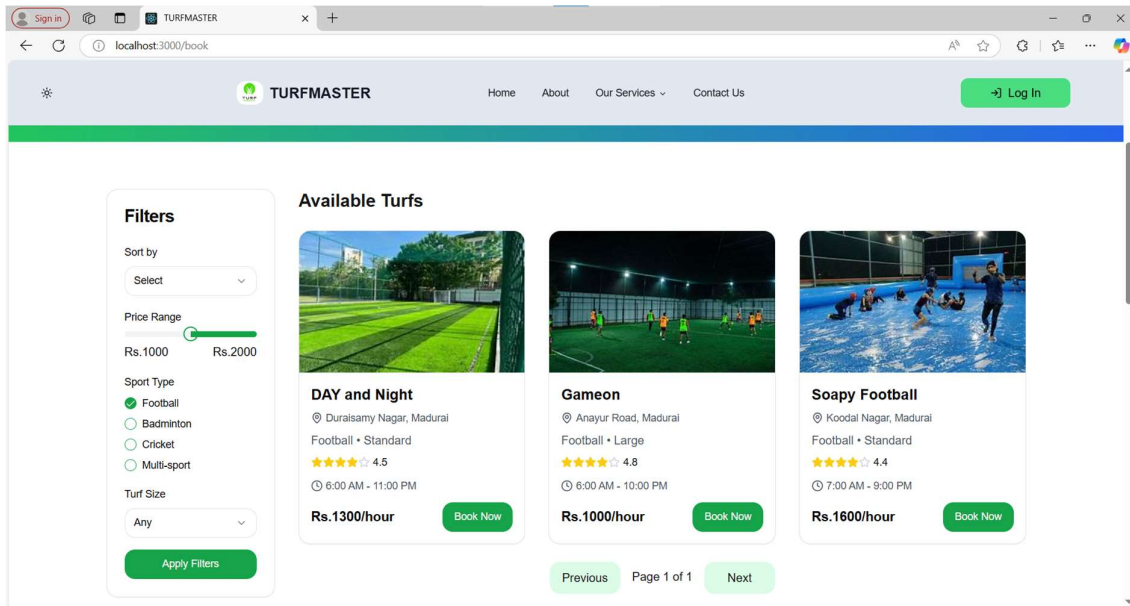 Sign in
TURFMASTER
localhost:3000/book
TURF
TURFMASTER
Home
About
Our Services
Contact Us
Log In
Filters
Sort by
Select
Price Range
Rs.1000 Rs.2000
Sport Type
Football
Badminton
Cricket
Multi-sport
Turf Size
Any
Apply Filters
Available Turfs
DAY and Night
Duraisamy Nagar, Madurai
Football • Standard
4.5
6:00 AM - 11:00 PM
Rs.1300/hour Book Now
Gameon
Anayur Road, Madurai
Football • Large
4.8
6:00 AM - 10:00 PM
Rs.1000/hour Book Now
Soapy Football
Koodal Nagar, Madurai
Football • Standard
4.4
7:00 AM - 9:00 PM
Rs.1600/hour Book Now
Previous Page 1 of 1 Next